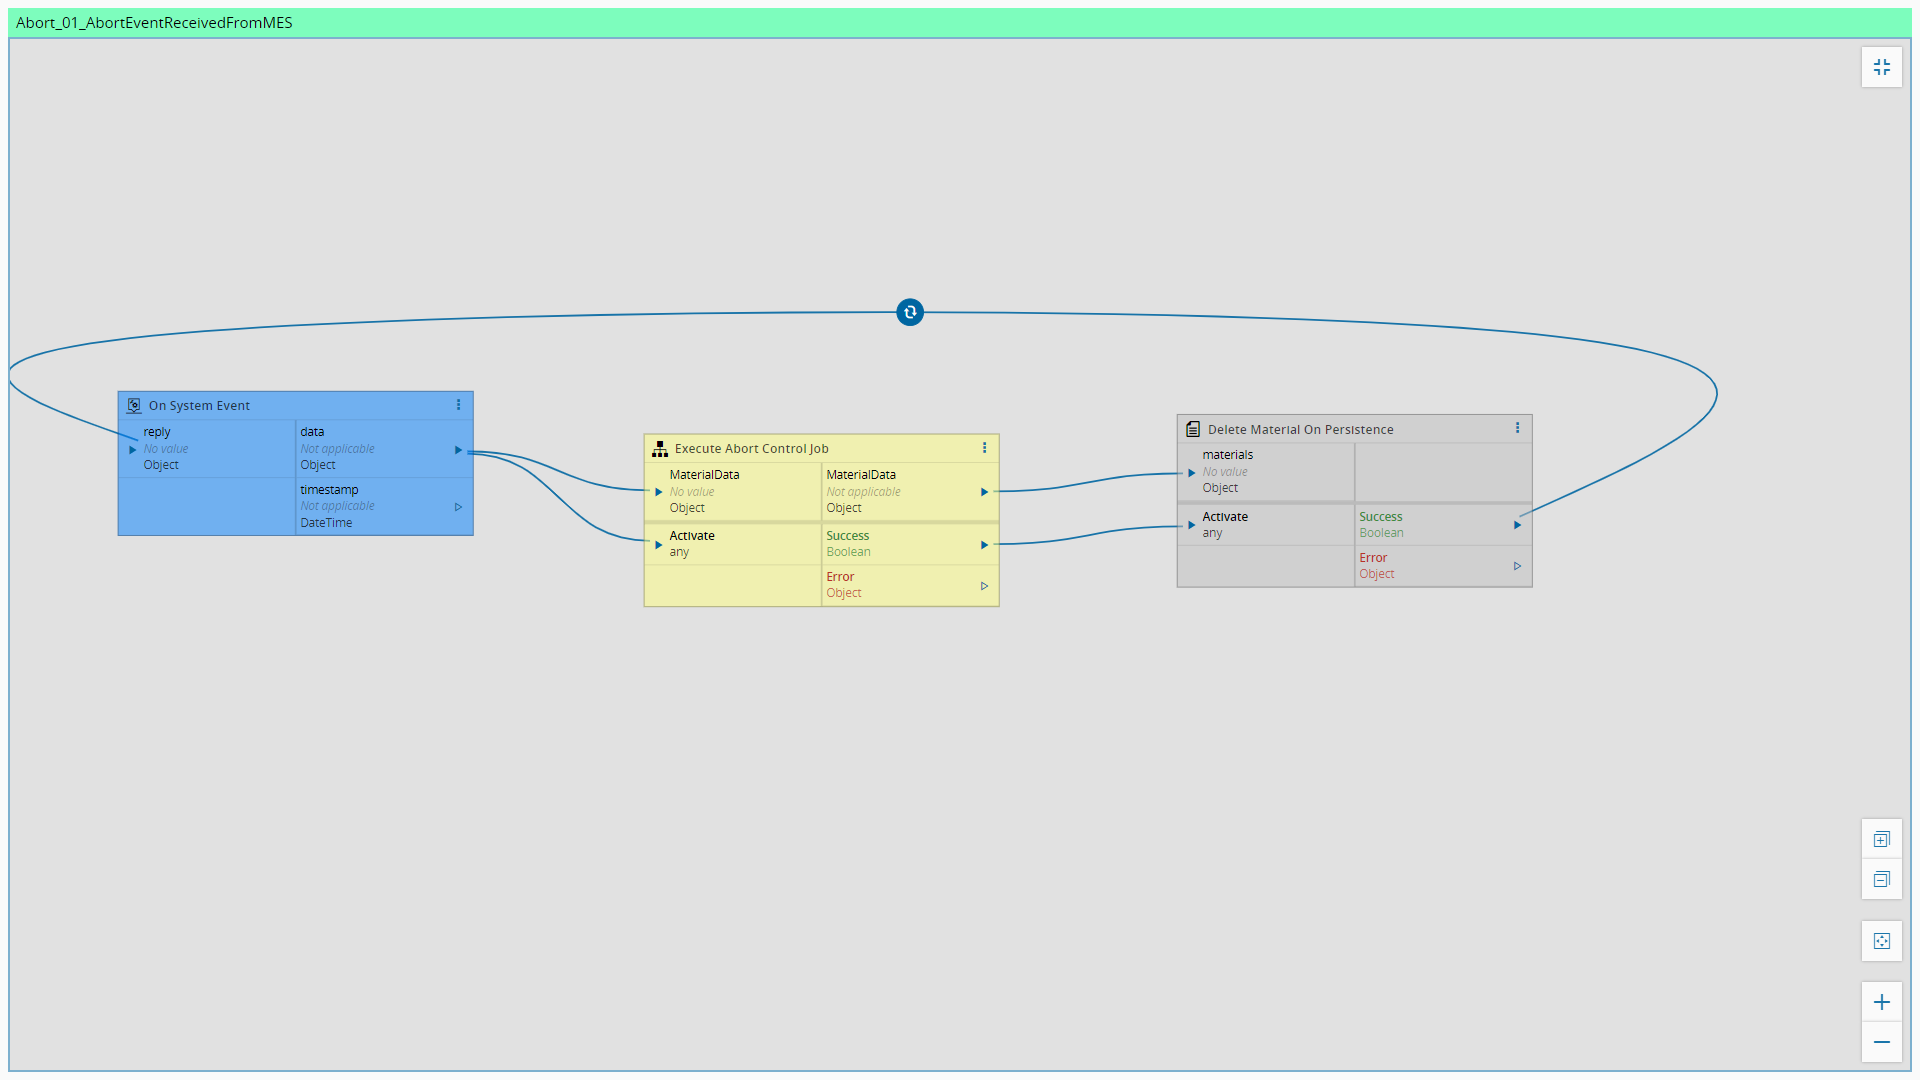 Abort_01_AbortEventReceivedFromMES
On System Event
reply
No value
Object
data
Not applicable
Object
timestamp
Not applicable
DateTime
Execute Abort Control Job
MaterialData
No value
Object
MaterialData
Not applicable
Object
Activate
any
Success
Boolean
Error
Object
Delete Material On Persistence
materials
No value
Object
Activate
any
Success
Boolean
Error
Object